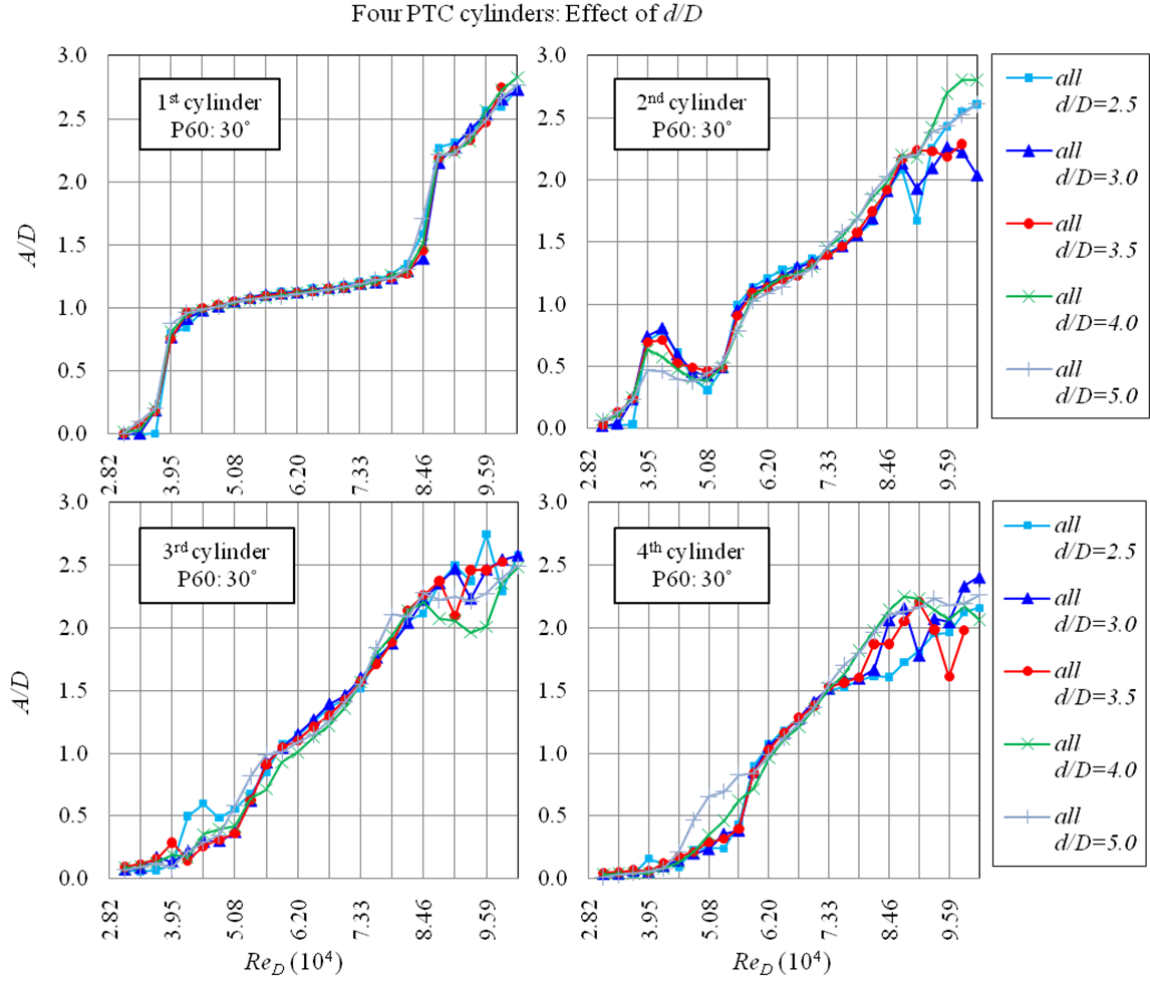 Four PTC cylinders: Effect of d/D
3.0
2.5
2.0
1.5
1.0
0.5
0.0
A/D
1st cylinder
P60: 30°
2.82
3.95
5.08
6.20
7.33
8.46
9.59
3.0
2.5
2.0
1.5
1.0
0.5
0.0
2nd cylinder
P60: 30°
2.82
3.95
5.08
6.20
7.33
8.46
9.59
all
d/D=2.5
all
d/D=3.0
all
d/D=3.5
all
d/D=4.0
all
d/D=5.0
3.0
2.5
2.0
1.5
1.0
0.5
0.0
A/D
3rd cylinder
P60: 30°
2.82
3.95
5.08
6.20
7.33
8.46
9.59
ReD (10⁴)
3.0
2.5
2.0
1.5
1.0
0.5
0.0
4th cylinder
P60: 30°
2.82
3.95
5.08
6.20
7.33
8.46
9.59
ReD (10⁴)
all
d/D=2.5
all
d/D=3.0
all
d/D=3.5
all
d/D=4.0
all
d/D=5.0